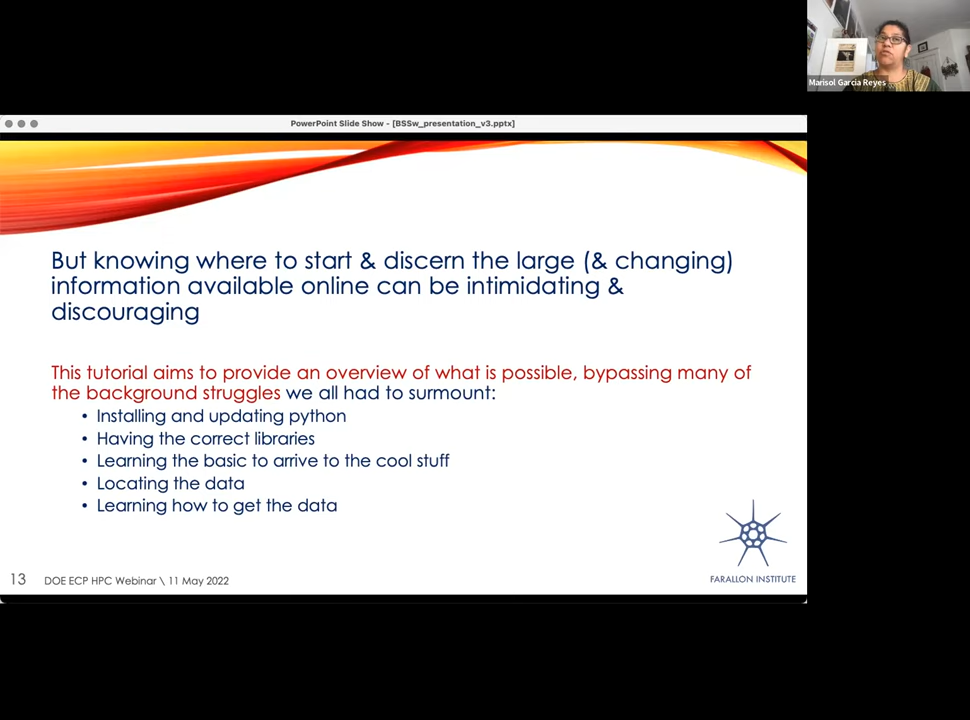 Marisol Garcia Reyes
PowerPoint Slide Show - [BSSw_presentation_v3.pptx]
But knowing where to start & discern the large (& changing)
information available online can be intimidating &
discouraging
This tutorial aims to provide an overview of what is possible, bypassing many of
the background struggles we all had to surmount:
• Installing and updating python
• Having the correct libraries
• Learning the basic to arrive to the cool stuff
• Locating the data
• Learning how to get the data
FARALLON INSTITUTE
13 DOE ECP HPC Webinar \ 11 May 2022